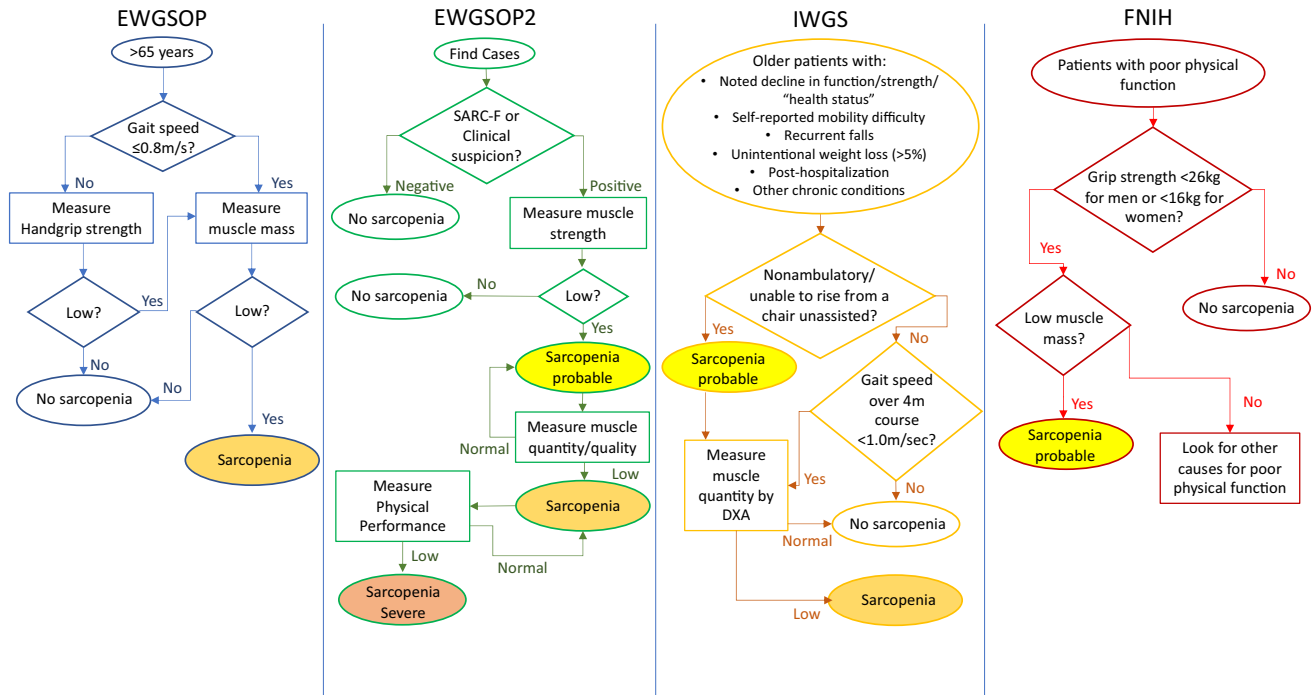 EWGSOP
>65 years
Gait speed
≤0.8m/s?
No
Yes
Measure
Handgrip strength
Measure
muscle mass
Low?
Yes
Low?
No
No
No sarcopenia
Yes
Sarcopenia
EWGSOP2
Find Cases
SARC-F or
Clinical
suspicion?
Negative
Positive
No sarcopenia
Measure muscle
strength
No
No sarcopenia
Low?
Yes
Sarcopenia
probable
Normal
Measure muscle
quantity/quality
Low
Measure
Physical
Performance
Sarcopenia
Low
Normal
Sarcopenia
Severe
IWGS
Older patients with:
• Noted decline in function/strength/
“health status”
• Self-reported mobility difficulty
• Recurrent falls
• Unintentional weight loss (>5%)
• Post-hospitalization
• Other chronic conditions
Nonambulatory/
unable to rise from a
chair unassisted?
Yes
No
Sarcopenia
probable
Gait speed
over 4m
course
<1.0m/sec?
Measure
muscle
quantity by
DXA
Yes
No
No sarcopenia
Normal
Low
Sarcopenia
FNIH
Patients with poor physical
function
Grip strength <26kg
for men or <16kg for
women?
Yes
No
No sarcopenia
Low muscle
mass?
Yes
No
Sarcopenia
probable
Look for other
causes for poor
physical function